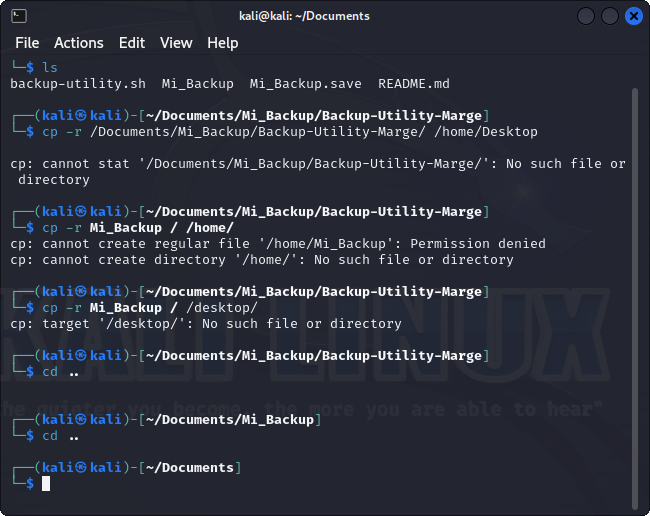 kali@kali: ~/Documents
File Actions Edit View Help
└─$ ls
backup-utility.sh  Mi_Backup  Mi_Backup.save  README.md
┌──(kali㉿kali)-[~/Documents/Mi_Backup/Backup-Utility-Marge]
└─$ cp -r /Documents/Mi_Backup/Backup-Utility-Marge/ /home/Desktop
cp: cannot stat '/Documents/Mi_Backup/Backup-Utility-Marge/': No such file or
 directory
┌──(kali㉿kali)-[~/Documents/Mi_Backup/Backup-Utility-Marge]
└─$ cp -r Mi_Backup / /home/
cp: cannot create regular file '/home/Mi_Backup': Permission denied
cp: cannot create directory '/home/': No such file or directory
┌──(kali㉿kali)-[~/Documents/Mi_Backup/Backup-Utility-Marge]
└─$ cp -r Mi_Backup / /desktop/
cp: target '/desktop/': No such file or directory
┌──(kali㉿kali)-[~/Documents/Mi_Backup/Backup-Utility-Marge]
└─$ cd ..
KALI LINUX
he quieter you become, the more you are able to hear"
┌──(kali㉿kali)-[~/Documents/Mi_Backup]
└─$ cd ..
┌──(kali㉿kali)-[~/Documents]
└─$